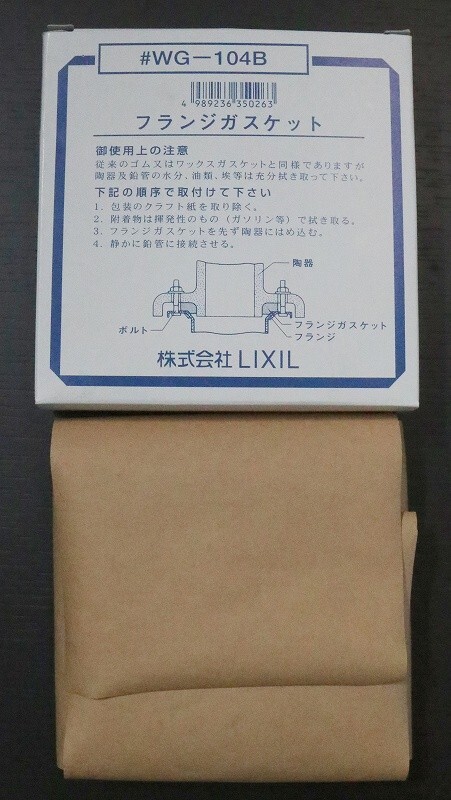 #WG-104B
4 989236 350263
フランジガスケット
御使用上の注意
従来のゴム又はワックスガスケットと同様でありますが
陶器及鉛管の水分、油類、埃等は充分拭き取って下さい。
下記の順序で取付けて下さい
1. 包装のクラフト紙を取り除く。
2. 附着物は揮発性のもの（ガソリン等）で拭き取る。
3. フランジガスケットを先ず陶器にはめ込む。
4. 静かに鉛管に接続させる。
陶器
ボルト
フランジガスケット
フランジ
株式会社 LIXIL